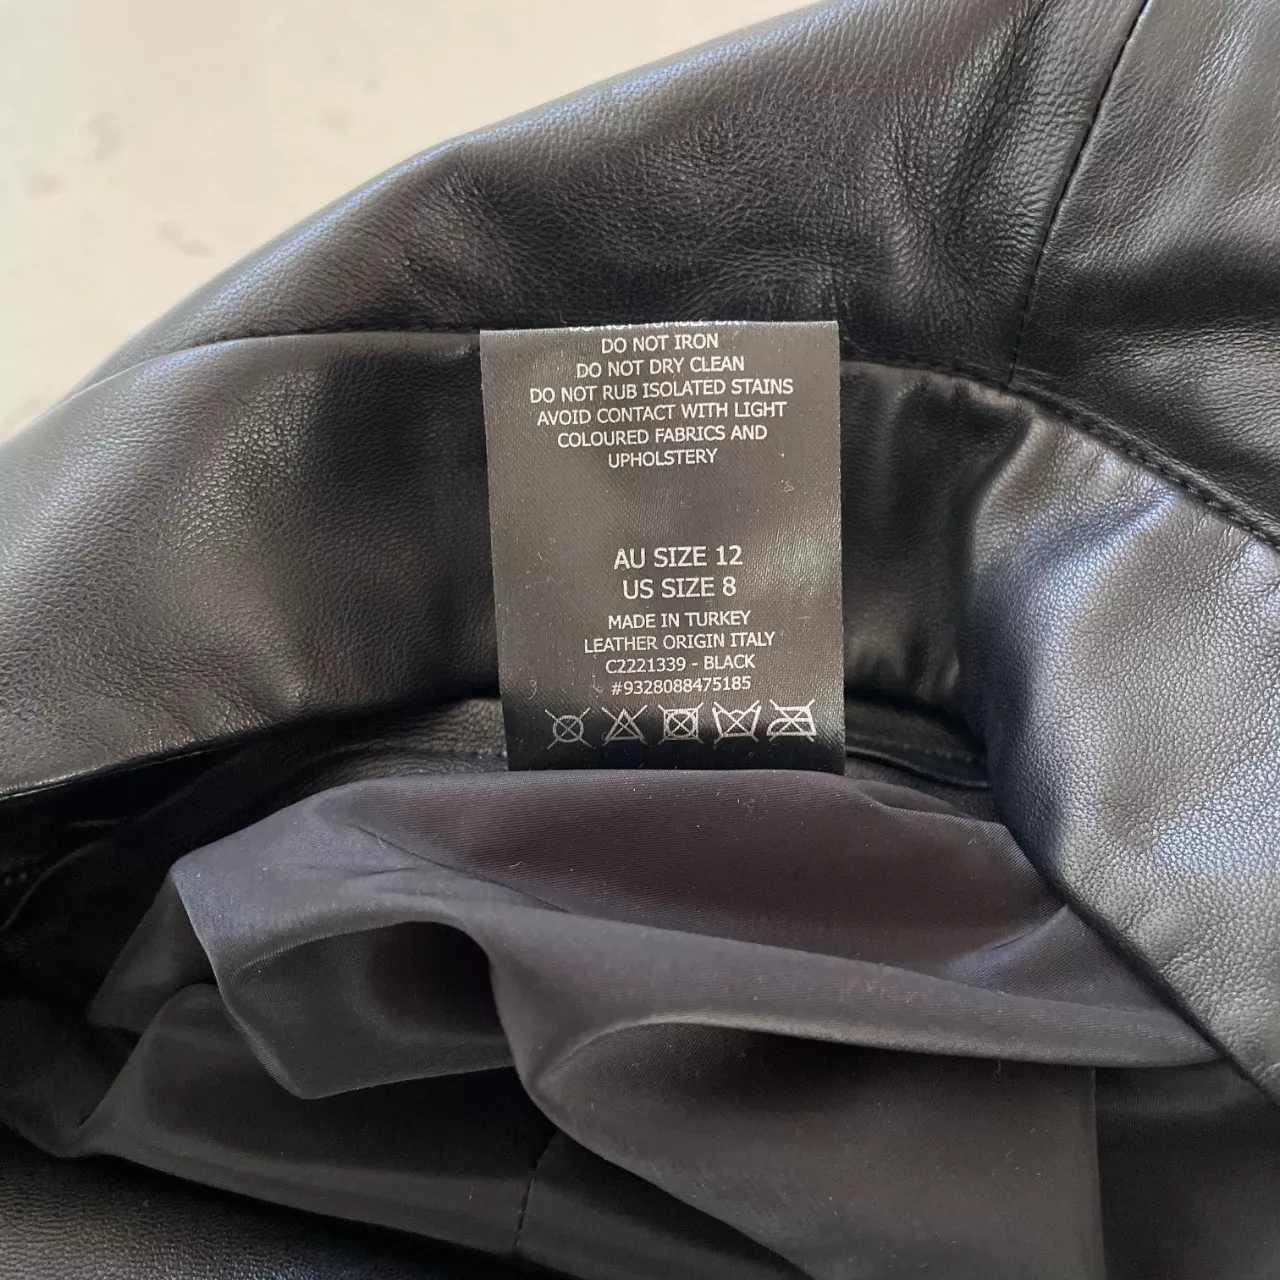 DO NOT IRON
DO NOT DRY CLEAN
DO NOT RUB ISOLATED STAINS
AVOID CONTACT WITH LIGHT
COLOURED FABRICS AND
UPHOLSTERY
AU SIZE 12
US SIZE 8
MADE IN TURKEY
LEATHER ORIGIN ITALY
C2221339 - BLACK
#9328088475185